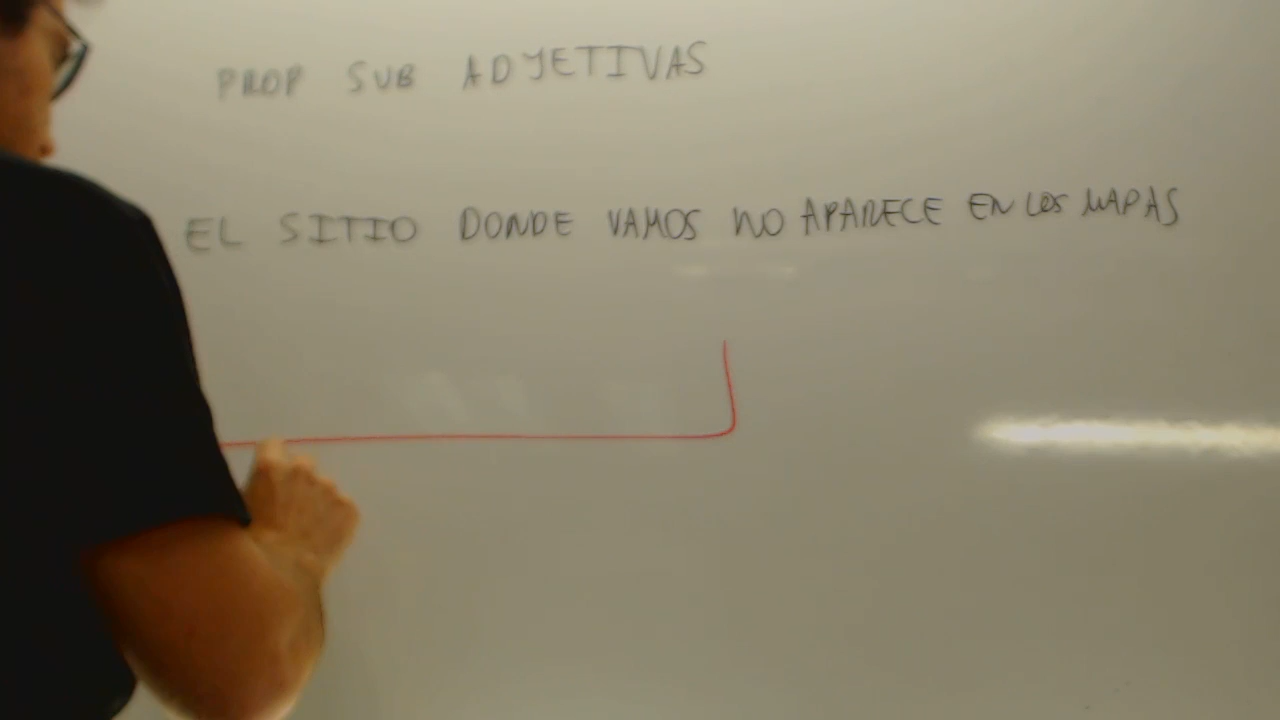 PROP SUB ADJETIVAS
EL SITIO DONDE VAMOS NO APARECE EN LOS MAPAS